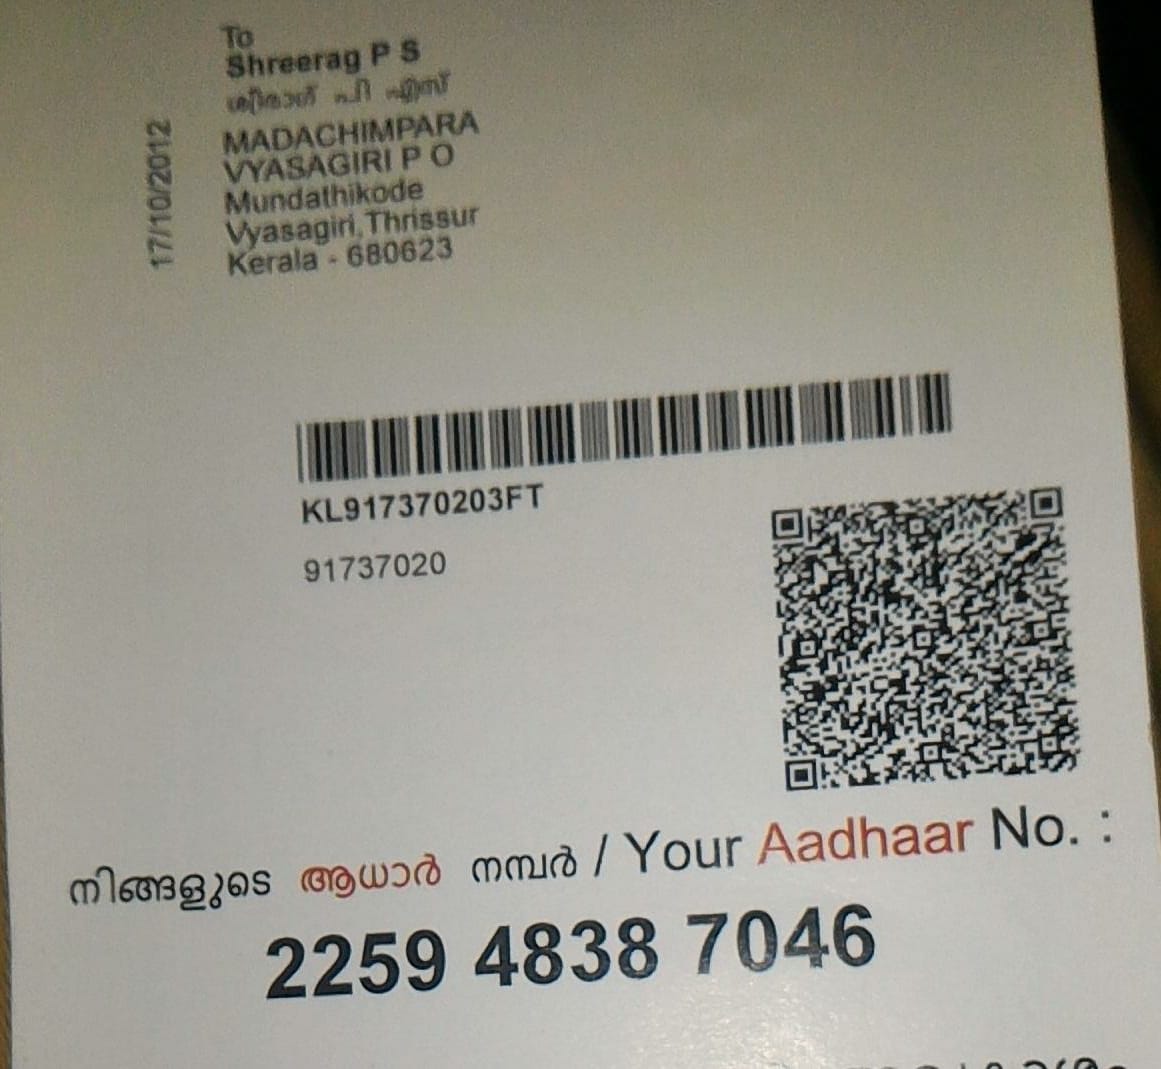 To
Shreerag P S
ശ്രീരാഗ് പി എസ്
MADACHIMPARA
VYASAGIRI P O
Mundathikode
Vyasagiri,Thrissur
Kerala - 680623
17/10/2012
KL917370203FT
91737020
നിങ്ങളുടെ ആധാർ നമ്പർ / Your Aadhaar No. :
2259 4838 7046